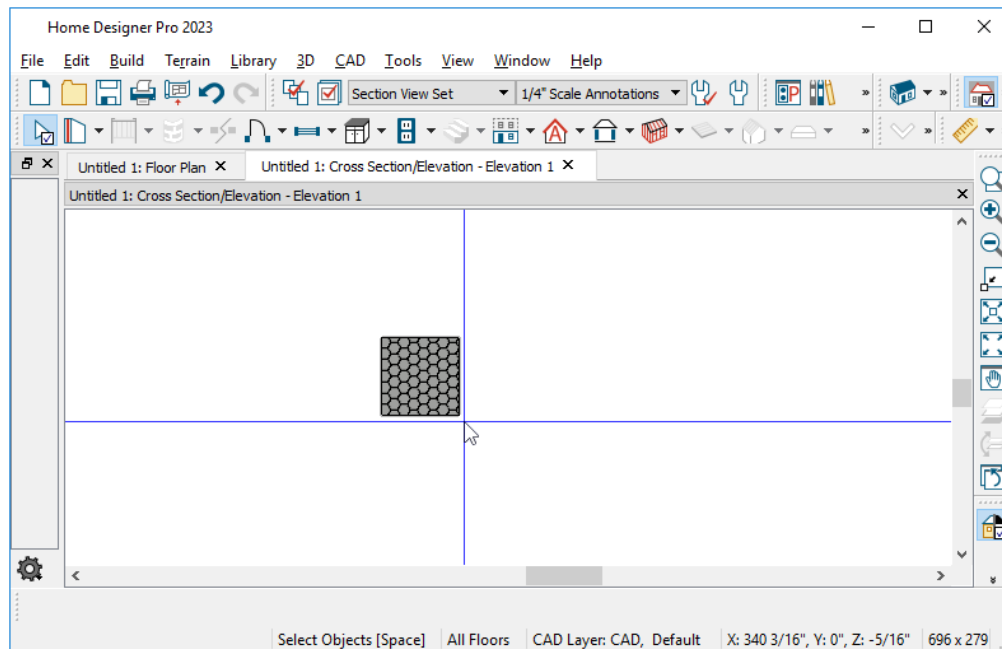 Home Designer Pro 2023
File Edit Build Terrain Library 3D CAD Tools View Window Help
Section View Set 1/4" Scale Annotations
Untitled 1: Floor Plan Untitled 1: Cross Section/Elevation - Elevation 1
Untitled 1: Cross Section/Elevation - Elevation 1
Select Objects [Space] All Floors CAD Layer: CAD, Default X: 340 3/16", Y: 0", Z: -5/16" 696 x 279